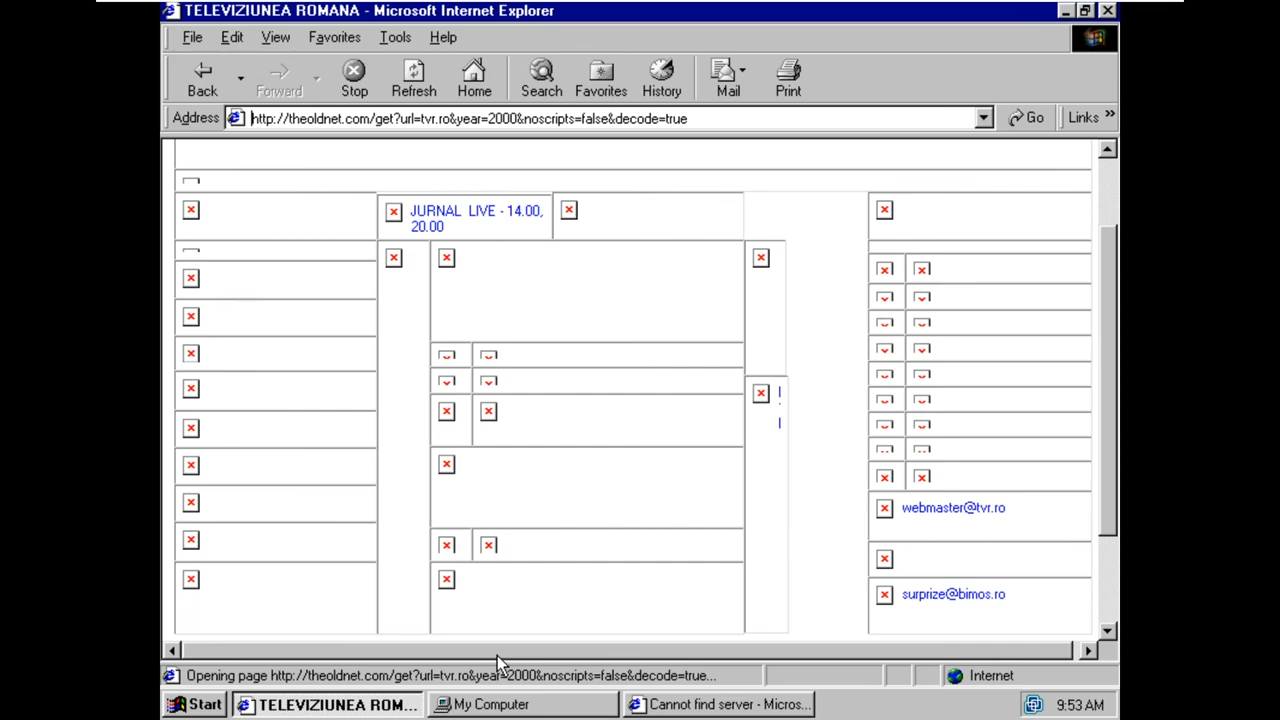 TELEVIZIUNEA ROMANA - Microsoft Internet Explorer
File Edit View Favorites Tools Help
Back Forward Stop Refresh Home Search Favorites History Mail Print
Address http://theoldnet.com/get?url=tvr.ro&year=2000&noscripts=false&decode=true Go Links »
JURNAL LIVE - 14.00,
20.00
webmaster@tvr.ro
surprize@bimos.ro
Opening page http://theoldnet.com/get?url=tvr.ro&year=2000&noscripts=false&decode=true... Internet
Start TELEVIZIUNEA ROM... My Computer Cannot find server - Micros... 9:53 AM